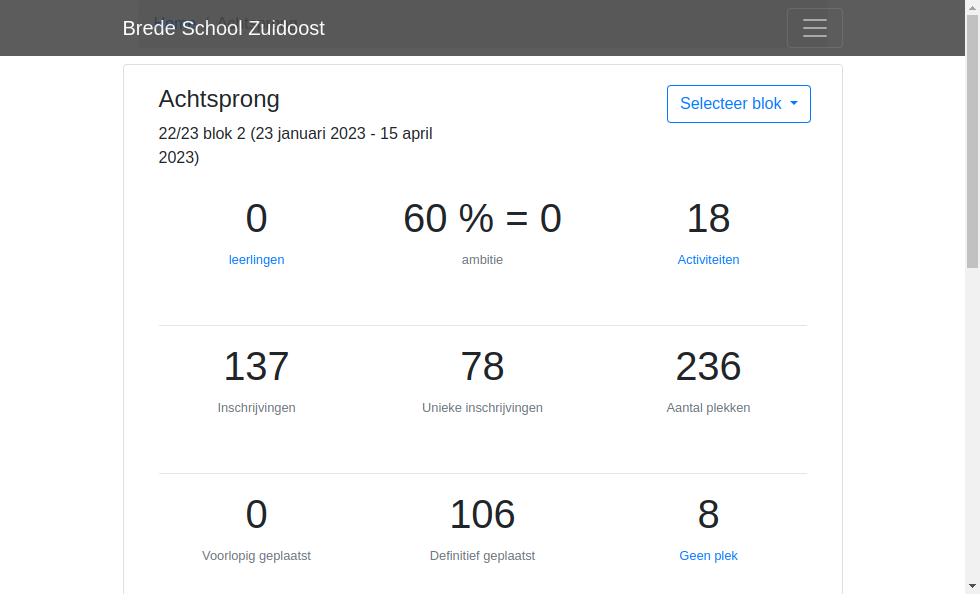 Brede School Zuidoost
Achtsprong
Selecteer blok
22/23 blok 2 (23 januari 2023 - 15 april
2023)
0
60 % = 0
18
leerlingen
ambitie
Activiteiten
137
78
236
Inschrijvingen
Unieke inschrijvingen
Aantal plekken
0
106
8
Voorlopig geplaatst
Definitief geplaatst
Geen plek